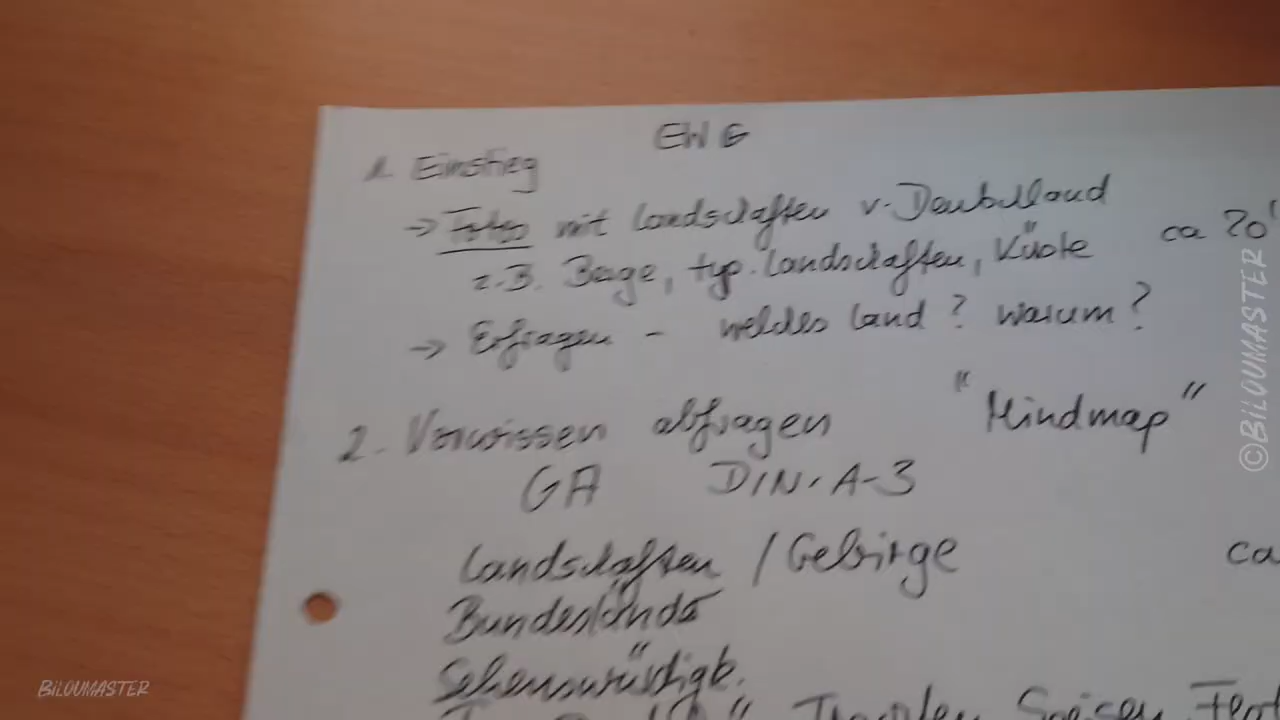 EWG
1. Einstieg
→ Fotos mit Landschaften v. Deutschland
z.B. Berge, typ. Landschaften, Küste ca 20'
→ Erfragen - welches Land? warum?
2. Vorwissen abfragen "Mindmap"
GA DIN-A-3
Landschaften / Gebirge ca
Bundesländer
Sehenswürdigk.
Speisen
©BILOUMASTER
BILOUMASTER